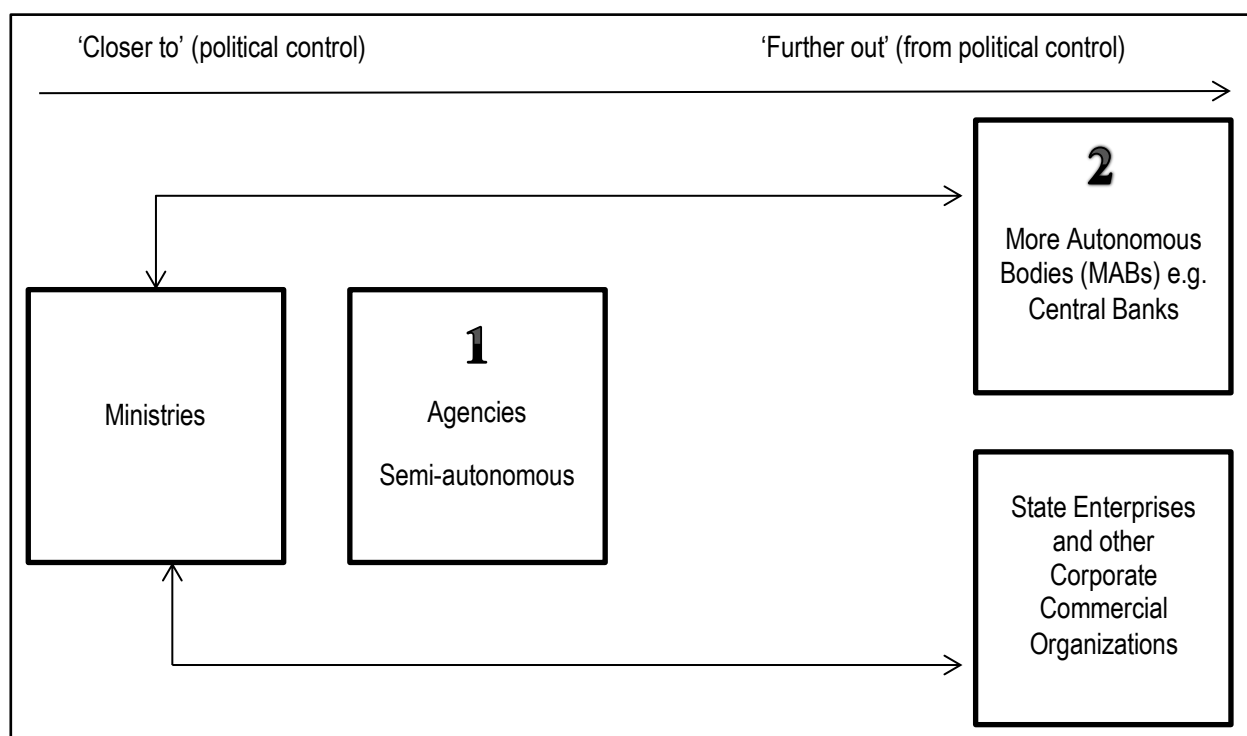 ‘Closer to’ (political control)
‘Further out’ (from political control)
2
More Autonomous
Bodies (MABs) e.g.
Central Banks
Ministries
1
Agencies
Semi-autonomous
State Enterprises
and other
Corporate
Commercial
Organizations